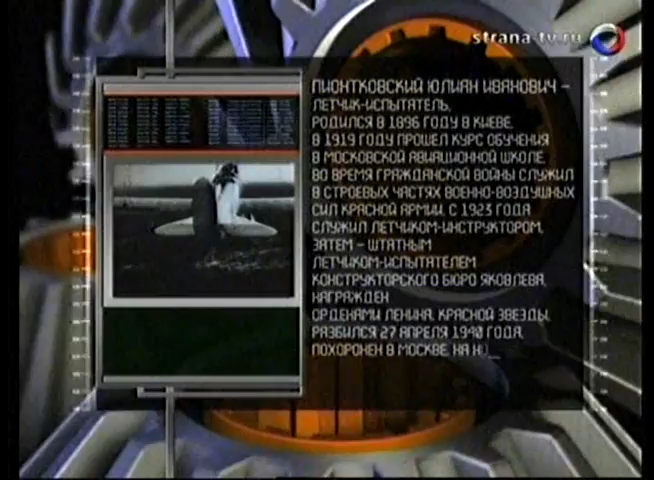 strana-tv.ru
ПИОНТКОВСКИЙ ЮЛИАН ИВАНОВИЧ –
ЛЕТЧИК-ИСПЫТАТЕЛЬ.
РОДИЛСЯ В 1896 ГОДУ В КИЕВЕ.
В 1919 ГОДУ ПРОШЕЛ КУРС ОБУЧЕНИЯ
В МОСКОВСКОЙ АВИАЦИОННОЙ ШКОЛЕ.
ВО ВРЕМЯ ГРАЖДАНСКОЙ ВОЙНЫ СЛУЖИЛ
В СТРОЕВЫХ ЧАСТЯХ ВОЕННО-ВОЗДУШНЫХ
СИЛ КРАСНОЙ АРМИИ. С 1923 ГОДА
СЛУЖИЛ ЛЕТЧИКОМ-ИНСТРУКТОРОМ.
ЗАТЕМ – ШТАТНЫМ
ЛЕТЧИКОМ-ИСПЫТАТЕЛЕМ
КОНСТРУКТОРСКОГО БЮРО ЯКОВЛЕВА.
НАГРАЖДЕН
ОРДЕНАМИ ЛЕНИНА, КРАСНОЙ ЗВЕЗДЫ.
РАЗБИЛСЯ 27 АПРЕЛЯ 1940 ГОДА.
ПОХОРОНЕН В МОСКВЕ НА Н